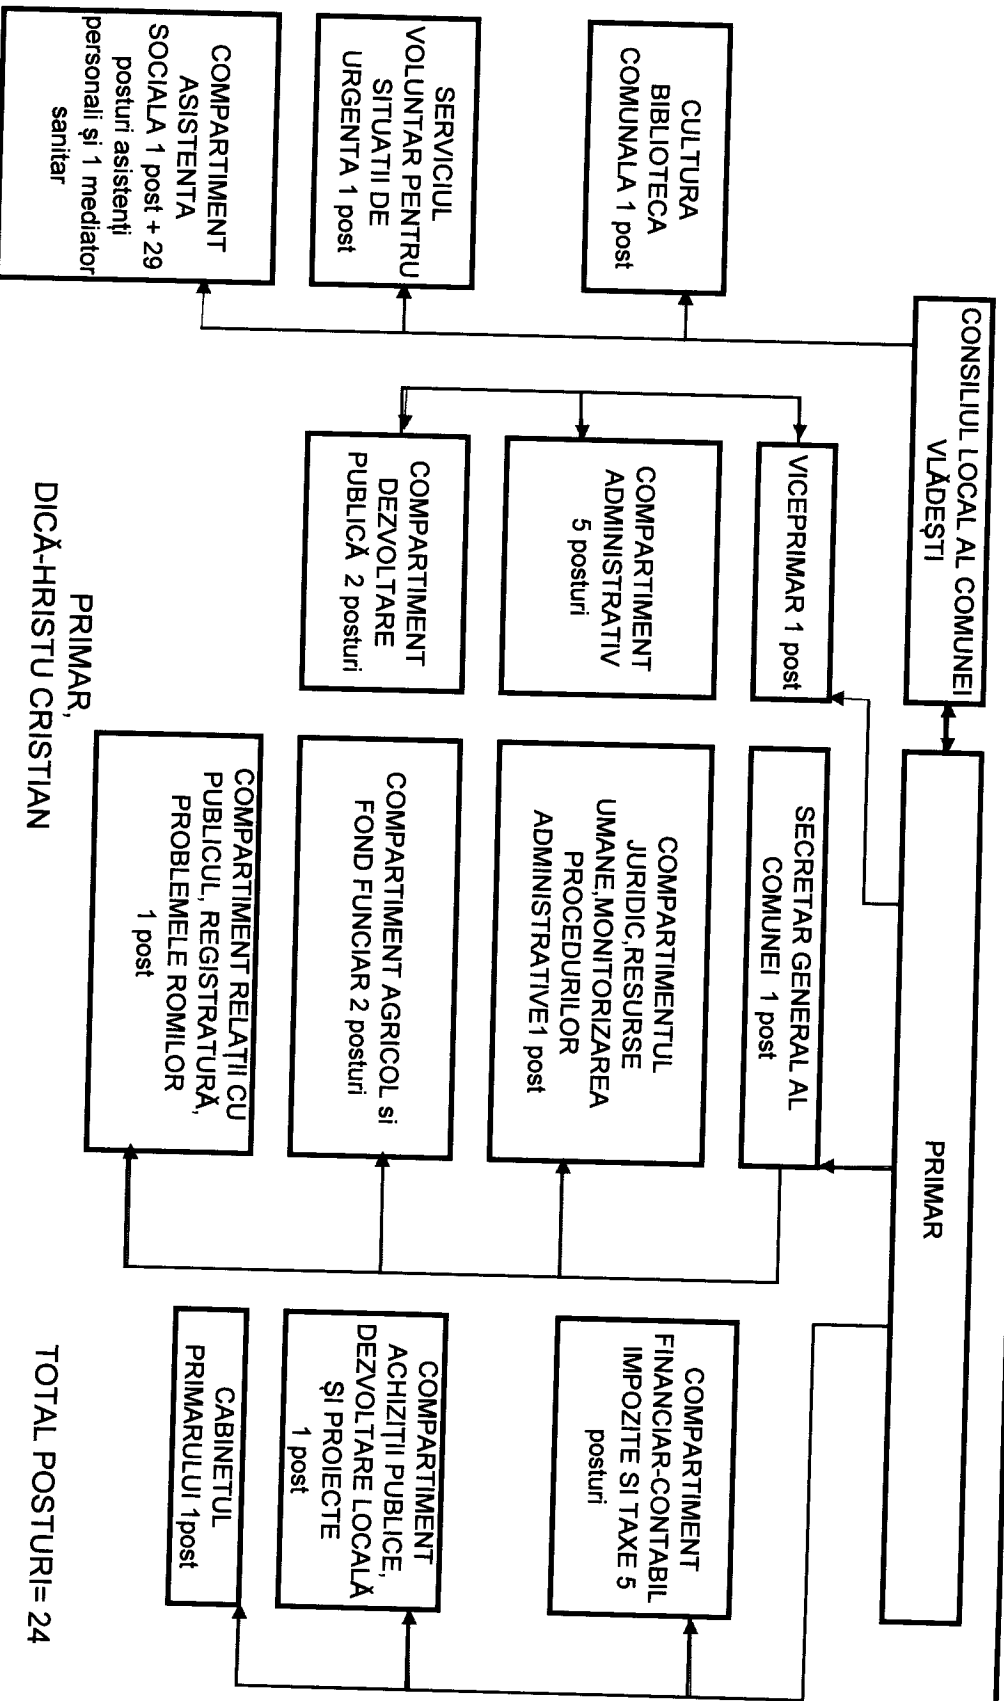 CONSILIUL LOCAL AL COMUNEI
VLĂDEȘTI
PRIMAR
CULTURA
BIBLIOTECA
COMUNALA 1 post
SERVICIUL
VOLUNTAR PENTRU
SITUATII DE
URGENTA 1 post
COMPARTIMENT
ASISTENTA
SOCIALA 1 post + 29
posturi asistenți
personali și 1 mediator
sanitar
VICEPRIMAR 1 post
COMPARTIMENT
ADMINISTRATIV
5 posturi
COMPARTIMENT
DEZVOLTARE
PUBLICĂ 2 posturi
SECRETAR GENERAL AL
COMUNEI 1 post
COMPARTIMENTUL
JURIDIC,RESURSE
UMANE,MONITORIZAREA
PROCEDURILOR
ADMINISTRATIVE1 post
COMPARTIMENT AGRICOL si
FOND FUNCIAR 2 posturi
COMPARTIMENT RELAȚII CU
PUBLICUL, REGISTRATURĂ,
PROBLEMELE ROMILOR
1 post
COMPARTIMENT
FINANCIAR-CONTABIL
IMPOZITE SI TAXE 5
posturi
COMPARTIMENT
ACHIZIȚII PUBLICE,
DEZVOLTARE LOCALĂ
ȘI PROIECTE
1 post
CABINETUL
PRIMARULUI 1post
PRIMAR,
DICĂ-HRISTU CRISTIAN
TOTAL POSTURI= 24